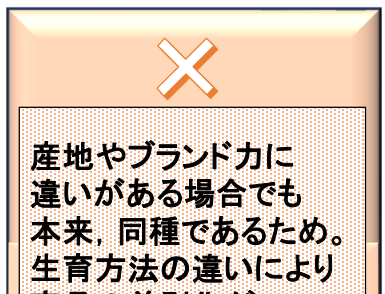 産地やブランド力に
違いがある場合でも
本来，同種であるため。
生育方法の違いにより